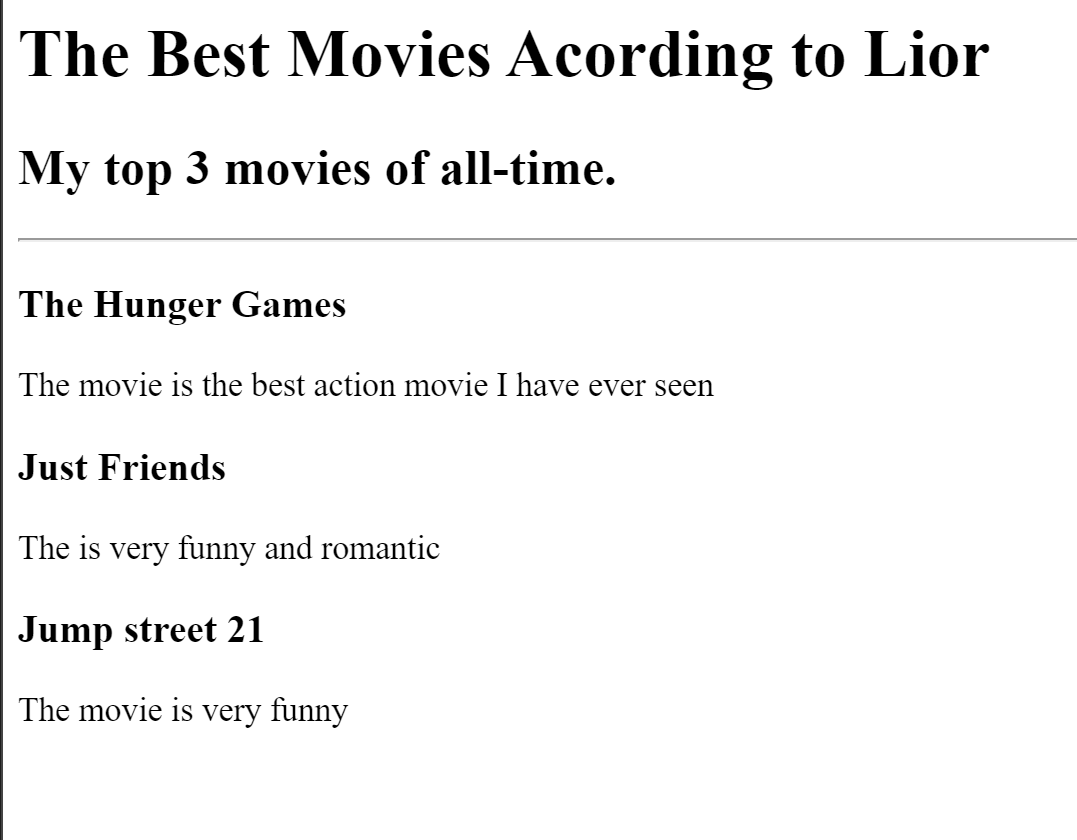 The Best Movies Acording to Lior
My top 3 movies of all-time.
The Hunger Games
The movie is the best action movie I have ever seen
Just Friends
The is very funny and romantic
Jump street 21
The movie is very funny